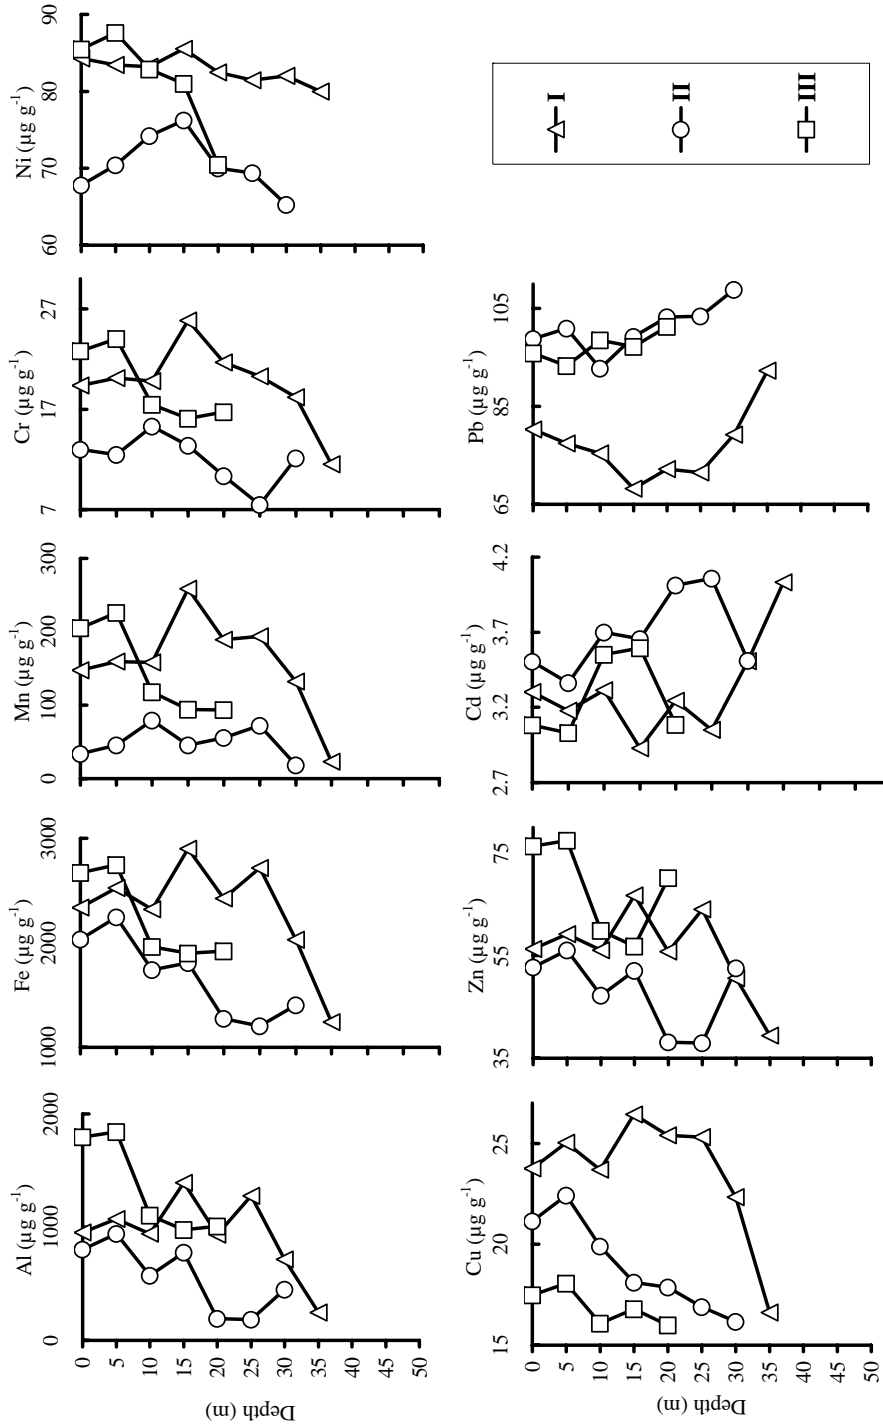 Al (µg g-1)
0 1000 2000
Fe (µg g-1)
1000 2000 3000
Mn (µg g-1)
0 100 200 300
Cr (µg g-1)
7 17 27
Ni (µg g-1)
60 70 80 90
Depth (m)
0
5
10
15
20
25
30
35
40
45
50
Cu (µg g-1)
15 20 25
Zn (µg g-1)
35 55 75
Cd (µg g-1)
2.7 3.2 3.7 4.2
Pb (µg g-1)
65 85 105
Depth (m)
0
5
10
15
20
25
30
35
40
45
50
I
II
III